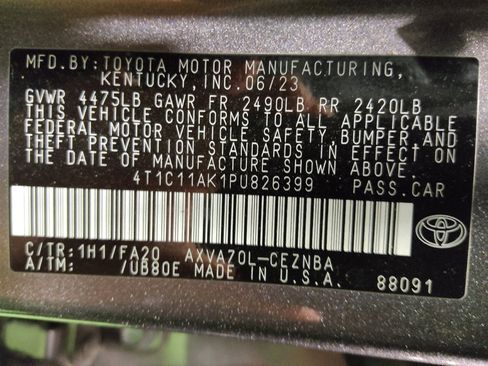 MFD.BY:TOYOTA MOTOR MANUFACTURING,
KENTUCKY,INC.06/23
GVWR 4475LB GAWR FR 2490LB RR 2420LB
THIS VEHICLE CONFORMS TO ALL APPLICABLE
FEDERAL MOTOR VEHICLE SAFETY,BUMPER,AND
THEFT PREVENTION STANDARDS IN EFFECT ON
THE DATE OF MANUFACTURE SHOWN ABOVE.
4T1C11AK1PU826399 PASS.CAR
C/TR:1H1/FA20 AXVA70L-CEZNBA
A/TM: /UB80E MADE IN U.S.A. 88091